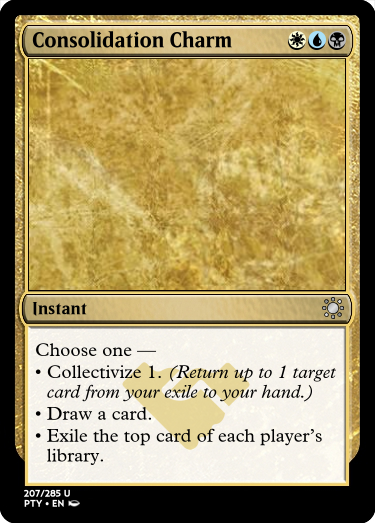 Consolidation Charm
Instant
Choose one —
• Collectivize 1. (Return up to 1 target
card from your exile to your hand.)
• Draw a card.
• Exile the top card of each player's
library.
207/285 U
PTY • EN